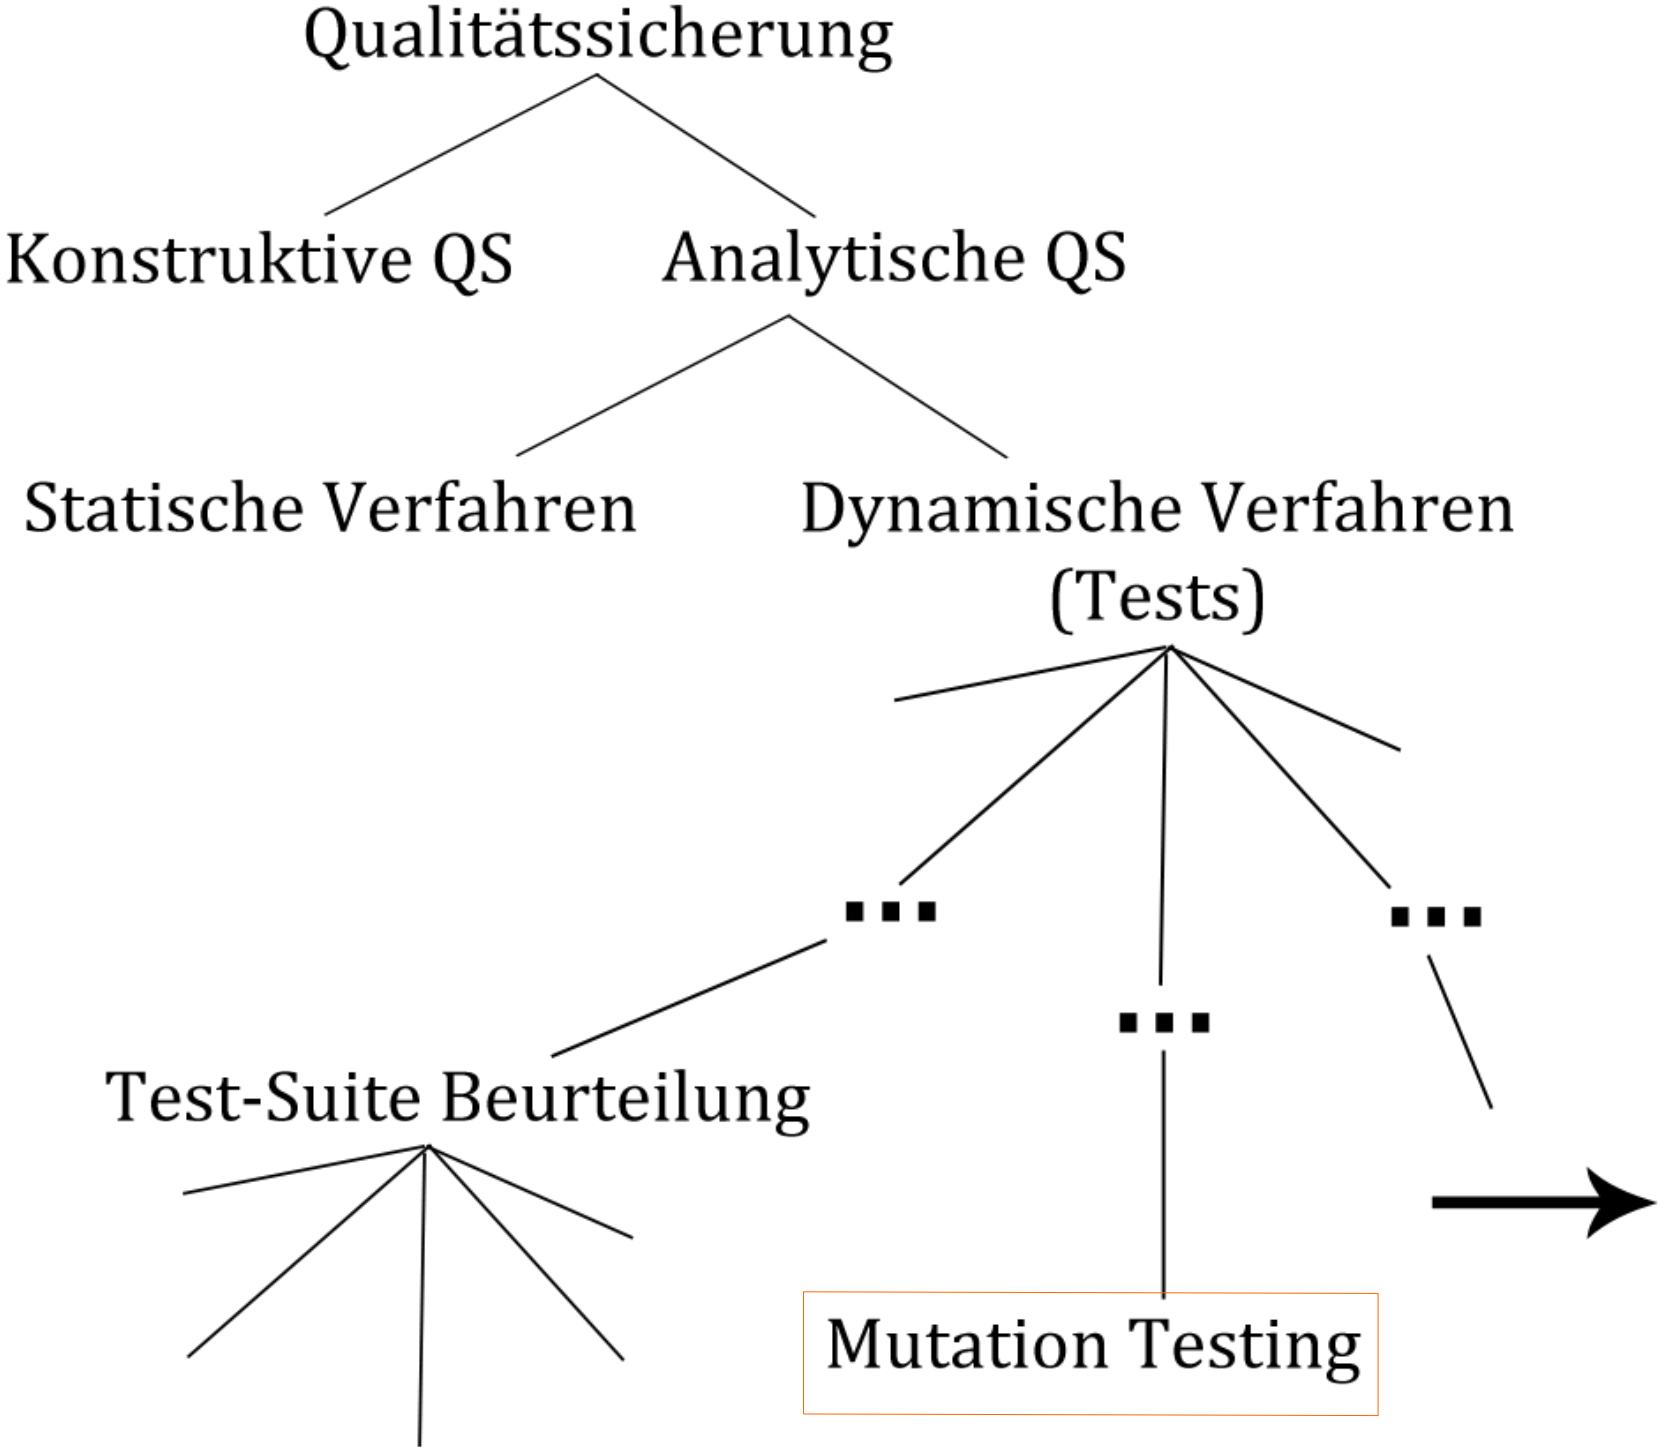 Qualitätssicherung
Konstruktive QS
Analytische QS
Statische Verfahren
Dynamische Verfahren
(Tests)
...
...
...
Test-Suite Beurteilung
Mutation Testing